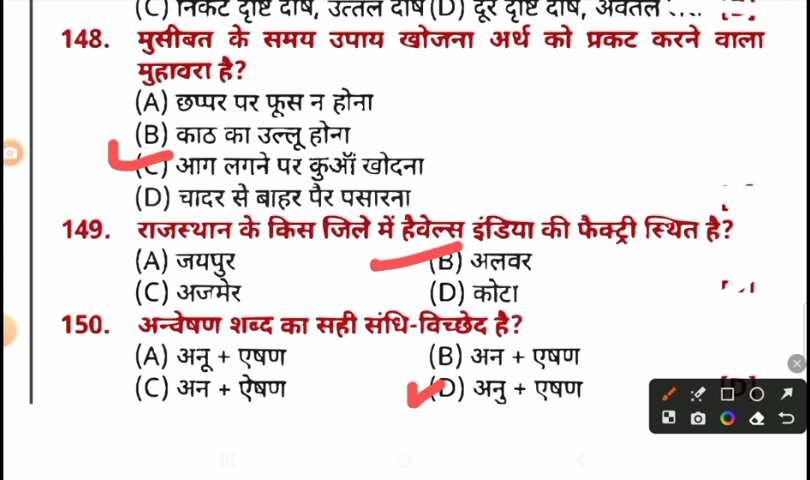 (C) निकट दृष्टि दोष, उत्तल दोष (D) दूर दृष्टि दोष, अवतल
148. मुसीबत के समय उपाय खोजना अर्थ को प्रकट करने वाला
मुहावरा है?
(A) छप्पर पर फूस न होना
(B) काठ का उल्लू होना
(C) आग लगने पर कुआँ खोदना
(D) चादर से बाहर पैर पसारना
149. राजस्थान के किस जिले में हैवेल्स इंडिया की फैक्ट्री स्थित है?
(A) जयपुर (B) अलवर
(C) अजमेर (D) कोटा
150. अन्वेषण शब्द का सही संधि-विच्छेद है?
(A) अनू + एषण (B) अन + एषण
(C) अन + ऐषण (D) अनु + एषण [D]